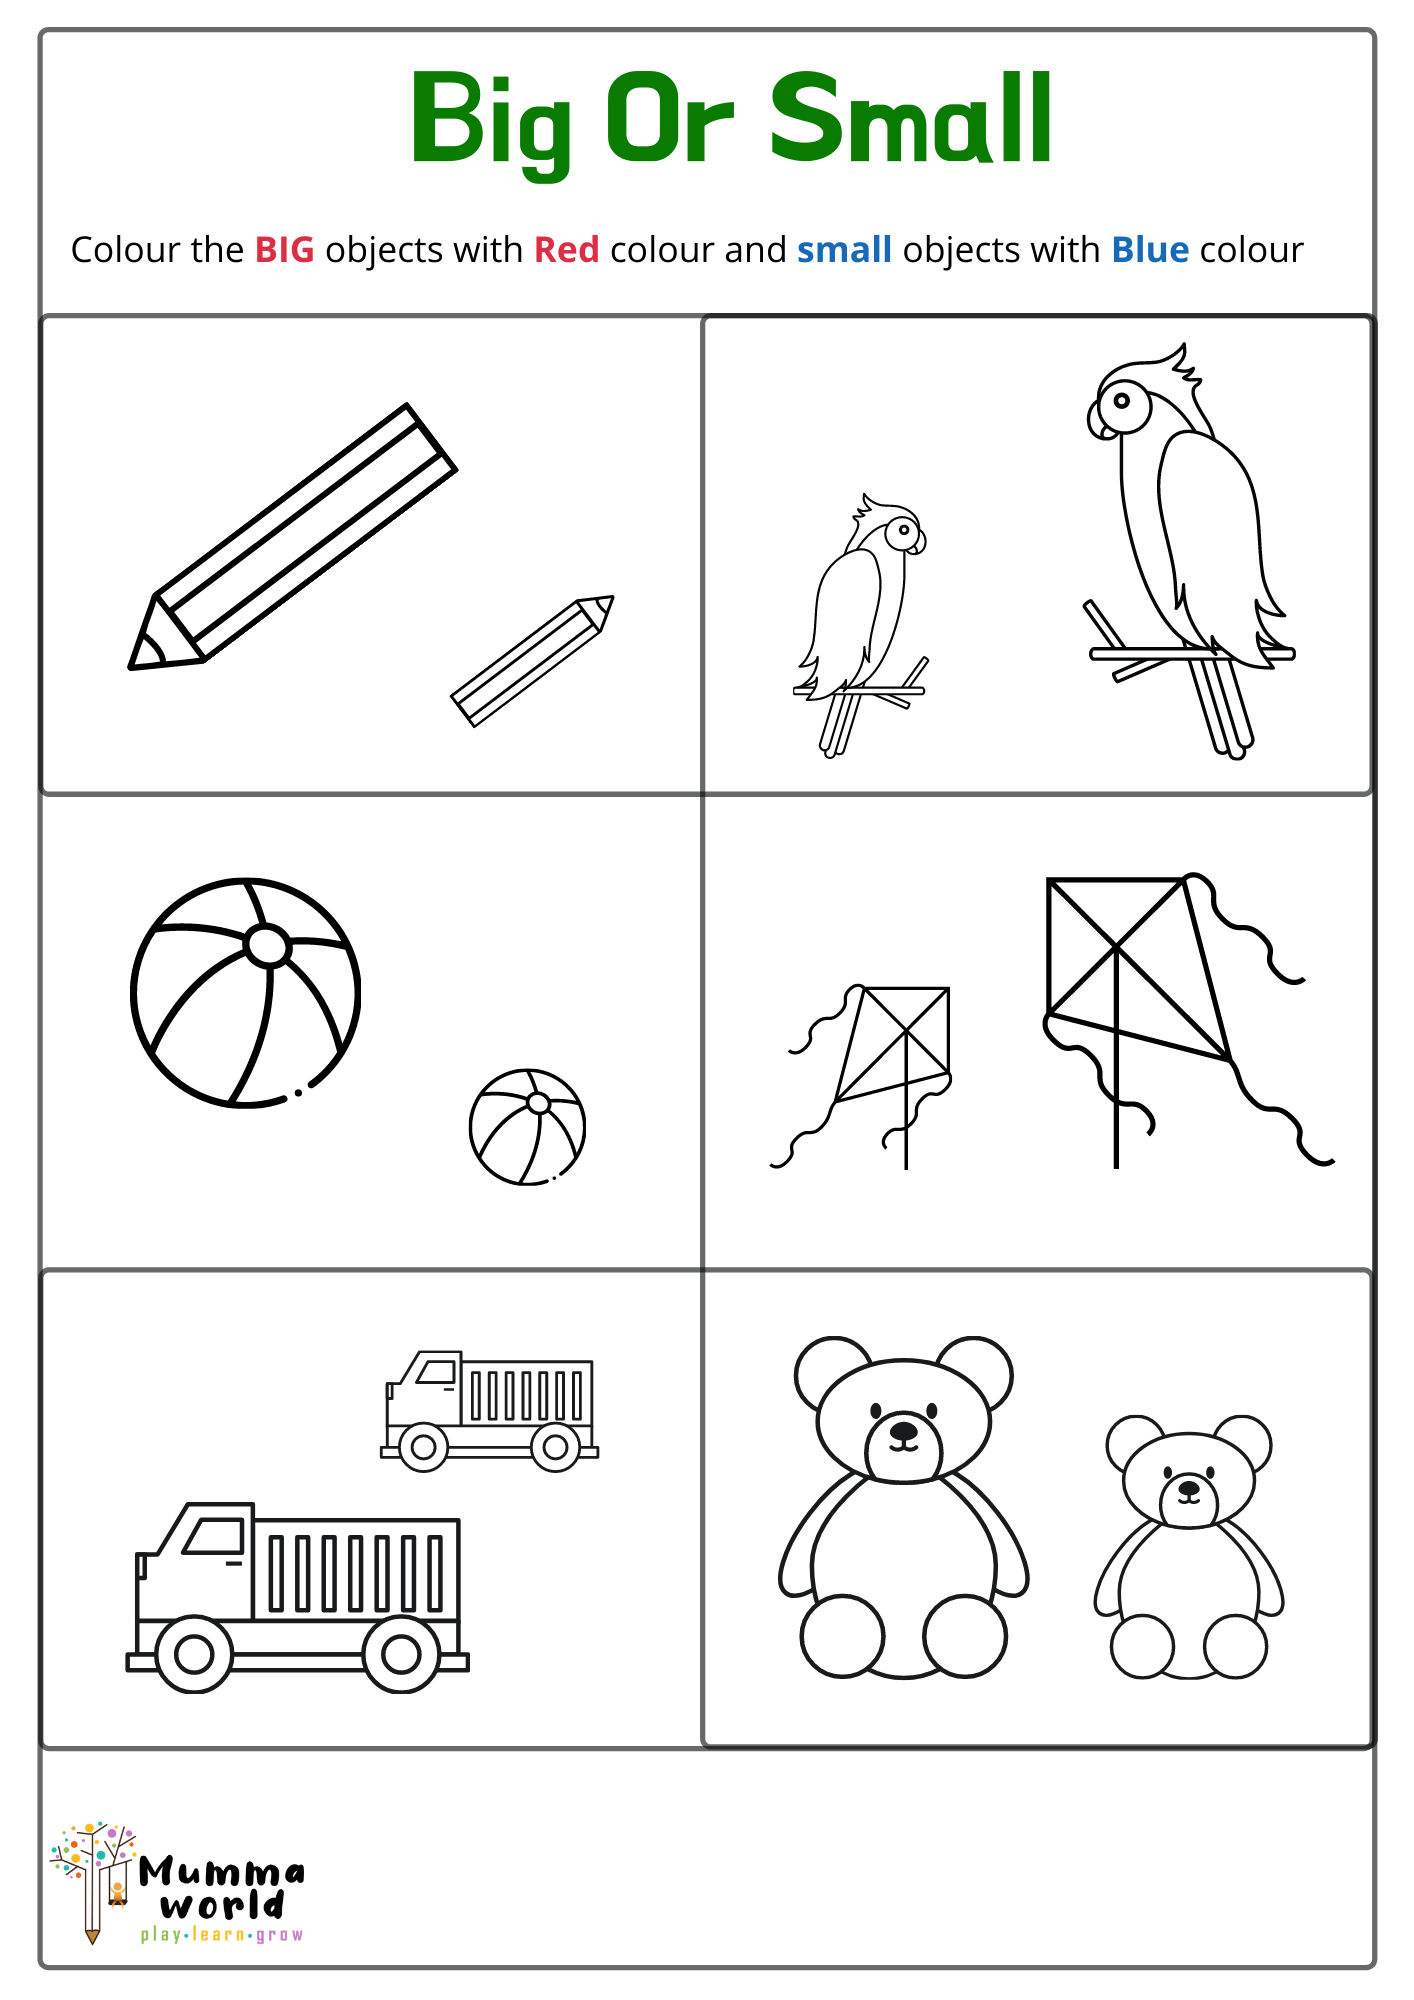 Big Or Small
Colour the BIG objects with Red colour and small objects with Blue colour
Mumma
world
play•learn•grow